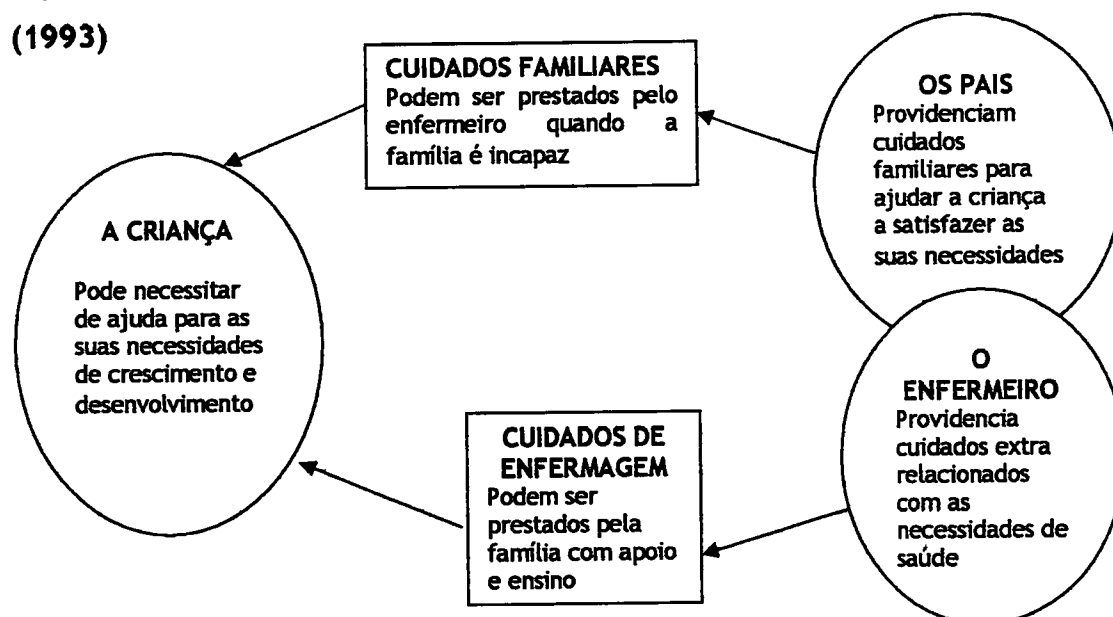 (1993)
CUIDADOS FAMILIARES
Podem ser prestados pelo
enfermeiro quando a
família é incapaz
OS PAIS
Providenciam
cuidados
familiares para
ajudar a criança
a satisfazer as
suas necessidades
A CRIANÇA
Pode necessitar
de ajuda para as
suas necessidades
de crescimento e
desenvolvimento
O
ENFERMEIRO
Providencia
cuidados extra
relacionados
com as
necessidades de
saúde
CUIDADOS DE
ENFERMAGEM
Podem ser
prestados pela
família com apoio
e ensino